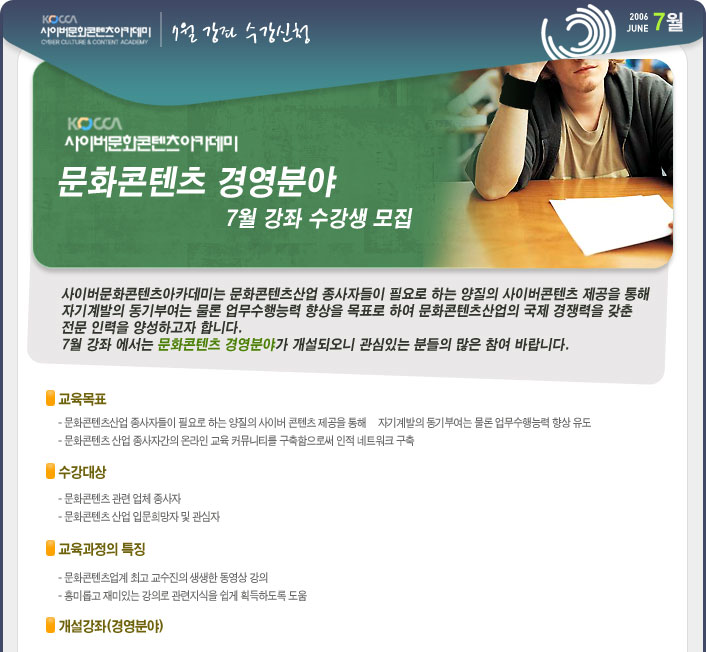 KOCCA
사이버문화콘텐츠아카데미
CYBER CULTURE & CONTENT ACADEMY
7월 강좌 수강신청
2006
JUNE
7월
KOCCA
사이버문화콘텐츠아카데미
문화콘텐츠 경영분야
7월 강좌 수강생 모집
사이버문화콘텐츠아카데미는 문화콘텐츠산업 종사자들이 필요로 하는 양질의 사이버콘텐츠 제공을 통해
자기계발의 동기부여는 물론 업무수행능력 향상을 목표로 하여 문화콘텐츠산업의 국제 경쟁력을 갖춘
전문 인력을 양성하고자 합니다.
7월 강좌 에서는 문화콘텐츠 경영분야가 개설되오니 관심있는 분들의 많은 참여 바랍니다.
교육목표
- 문화콘텐츠산업 종사자들이 필요로 하는 양질의 사이버 콘텐츠 제공을 통해 자기계발의 동기부여는 물론 업무수행능력 향상 유도
- 문화콘텐츠 산업 종사자간의 온라인 교육 커뮤니티를 구축함으로써 인적 네트워크 구축
수강대상
- 문화콘텐츠 관련 업체 종사자
- 문화콘텐츠 산업 입문희망자 및 관심자
교육과정의 특징
- 문화콘텐츠업계 최고 교수진의 생생한 동영상 강의
- 흥미롭고 재미있는 강의로 관련지식을 쉽게 획득하도록 도움
개설강좌(경영분야)